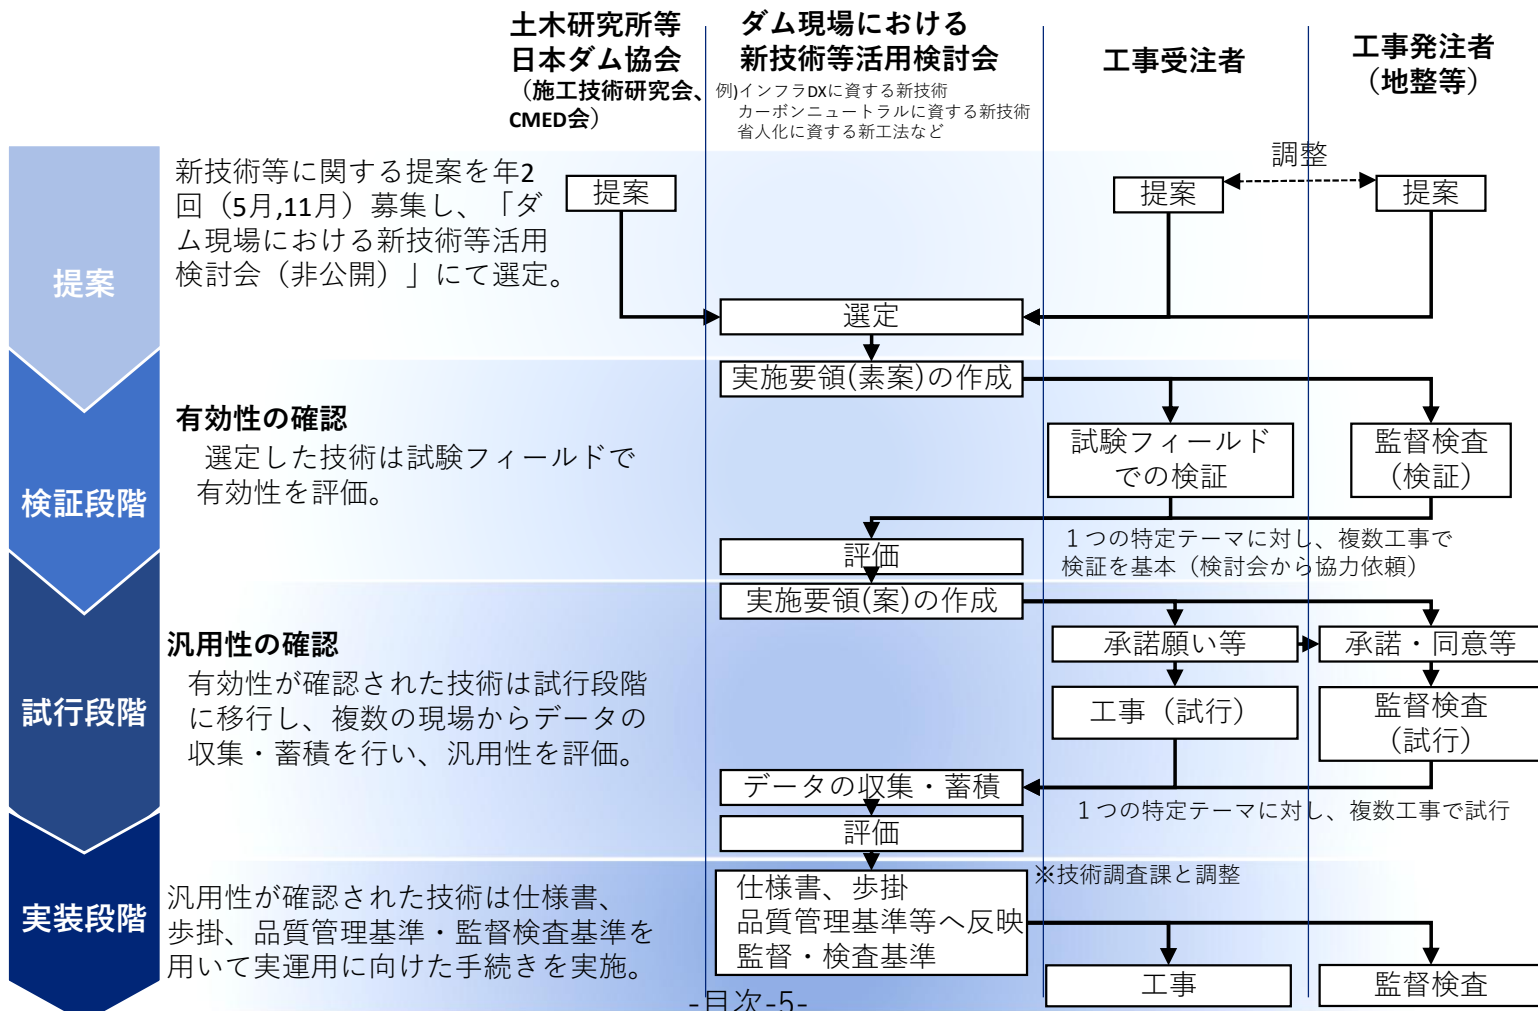 土木研究所等
日本ダム協会
（施工技術研究会、
CMED会）
ダム現場における
新技術等活用検討会
例)インフラDXに資する新技術
カーボンニュートラルに資する新技術
省人化に資する新工法など
工事受注者
工事発注者
（地整等）
提案
新技術等に関する提案を年2
回（5月,11月）募集し、「ダ
ム現場における新技術等活用
検討会（非公開）」にて選定。
提案
提案
調整
提案
選定
実施要領(素案)の作成
検証段階
有効性の確認
選定した技術は試験フィールドで
有効性を評価。
試験フィールド
での検証
監督検査
（検証）
評価
１つの特定テーマに対し、複数工事で
検証を基本（検討会から協力依頼）
実施要領(案)の作成
試行段階
汎用性の確認
有効性が確認された技術は試行段階
に移行し、複数の現場からデータの
収集・蓄積を行い、汎用性を評価。
承諾願い等
承諾・同意等
工事（試行）
監督検査
（試行）
データの収集・蓄積
１つの特定テーマに対し、複数工事で試行
評価
実装段階
汎用性が確認された技術は仕様書、
歩掛、品質管理基準・監督検査基準を
用いて実運用に向けた手続きを実施。
仕様書、歩掛
品質管理基準等へ反映
監督・検査基準
※技術調査課と調整
工事
監督検査
-目次-5-